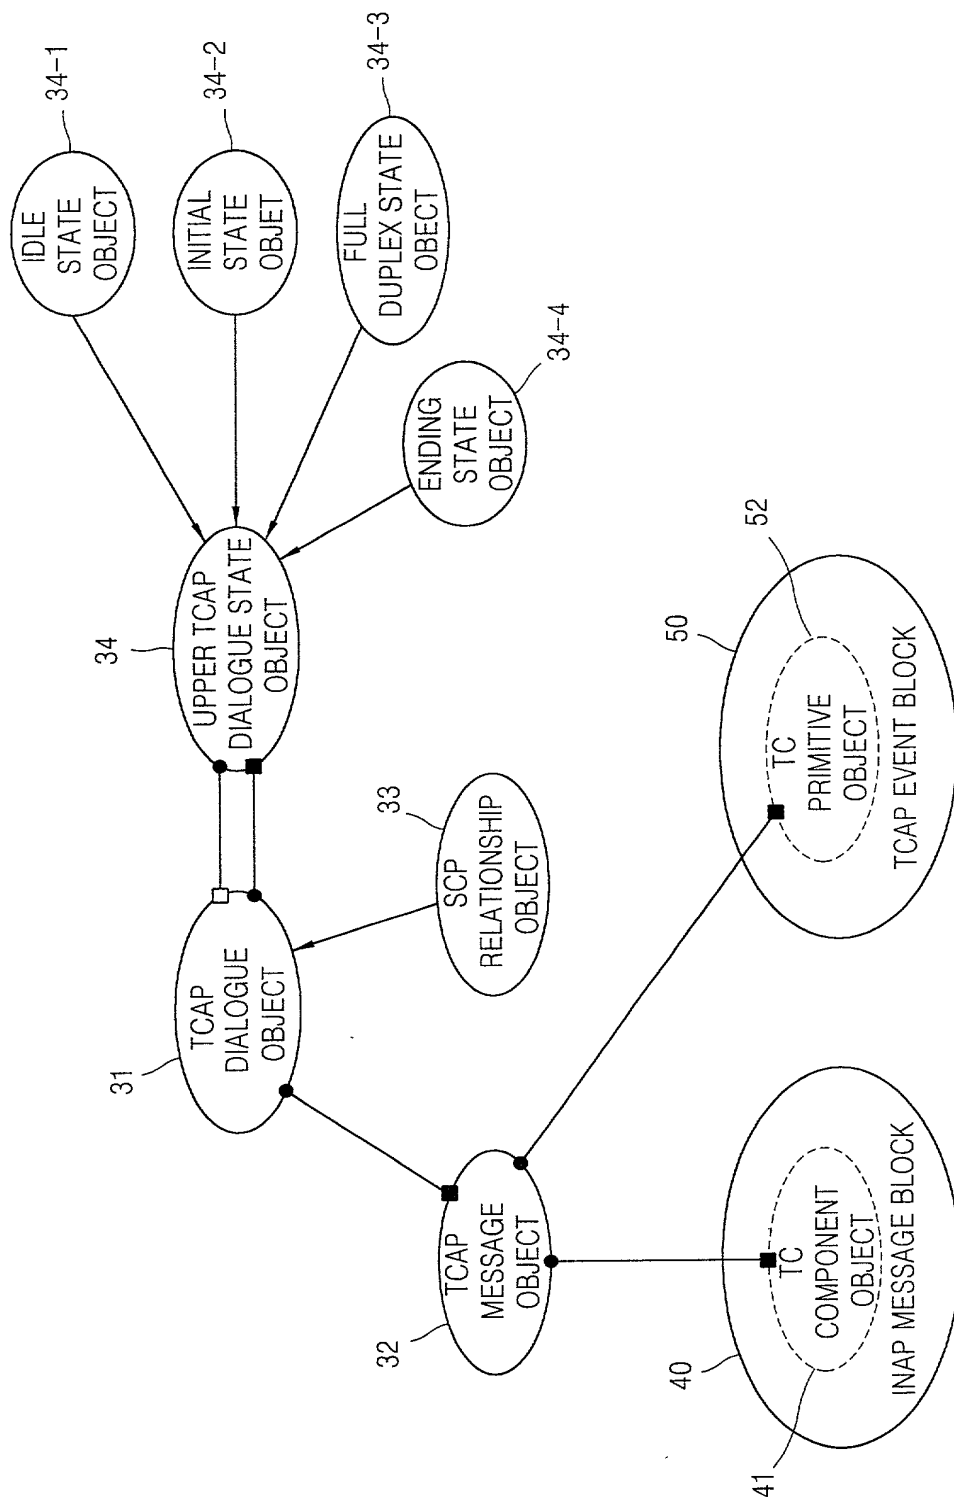 34-1
IDLE
STATE
OBJECT
34-2
INITIAL
STATE
OBJET
34-3
FULL
DUPLEX STATE
OBECT
34-4
ENDING
STATE
OBJECT
34
UPPER TCAP
DIALOGUE STATE
OBJECT
31
TCAP
DIALOGUE
OBJECT
33
SCP
RELATIONSHIP
OBJECT
32
TCAP
MESSAGE
OBJECT
50
52
TC
PRIMITIVE
OBJECT
TCAP EVENT BLOCK
40
41
TC
COMPONENT
OBJECT
INAP MESSAGE BLOCK